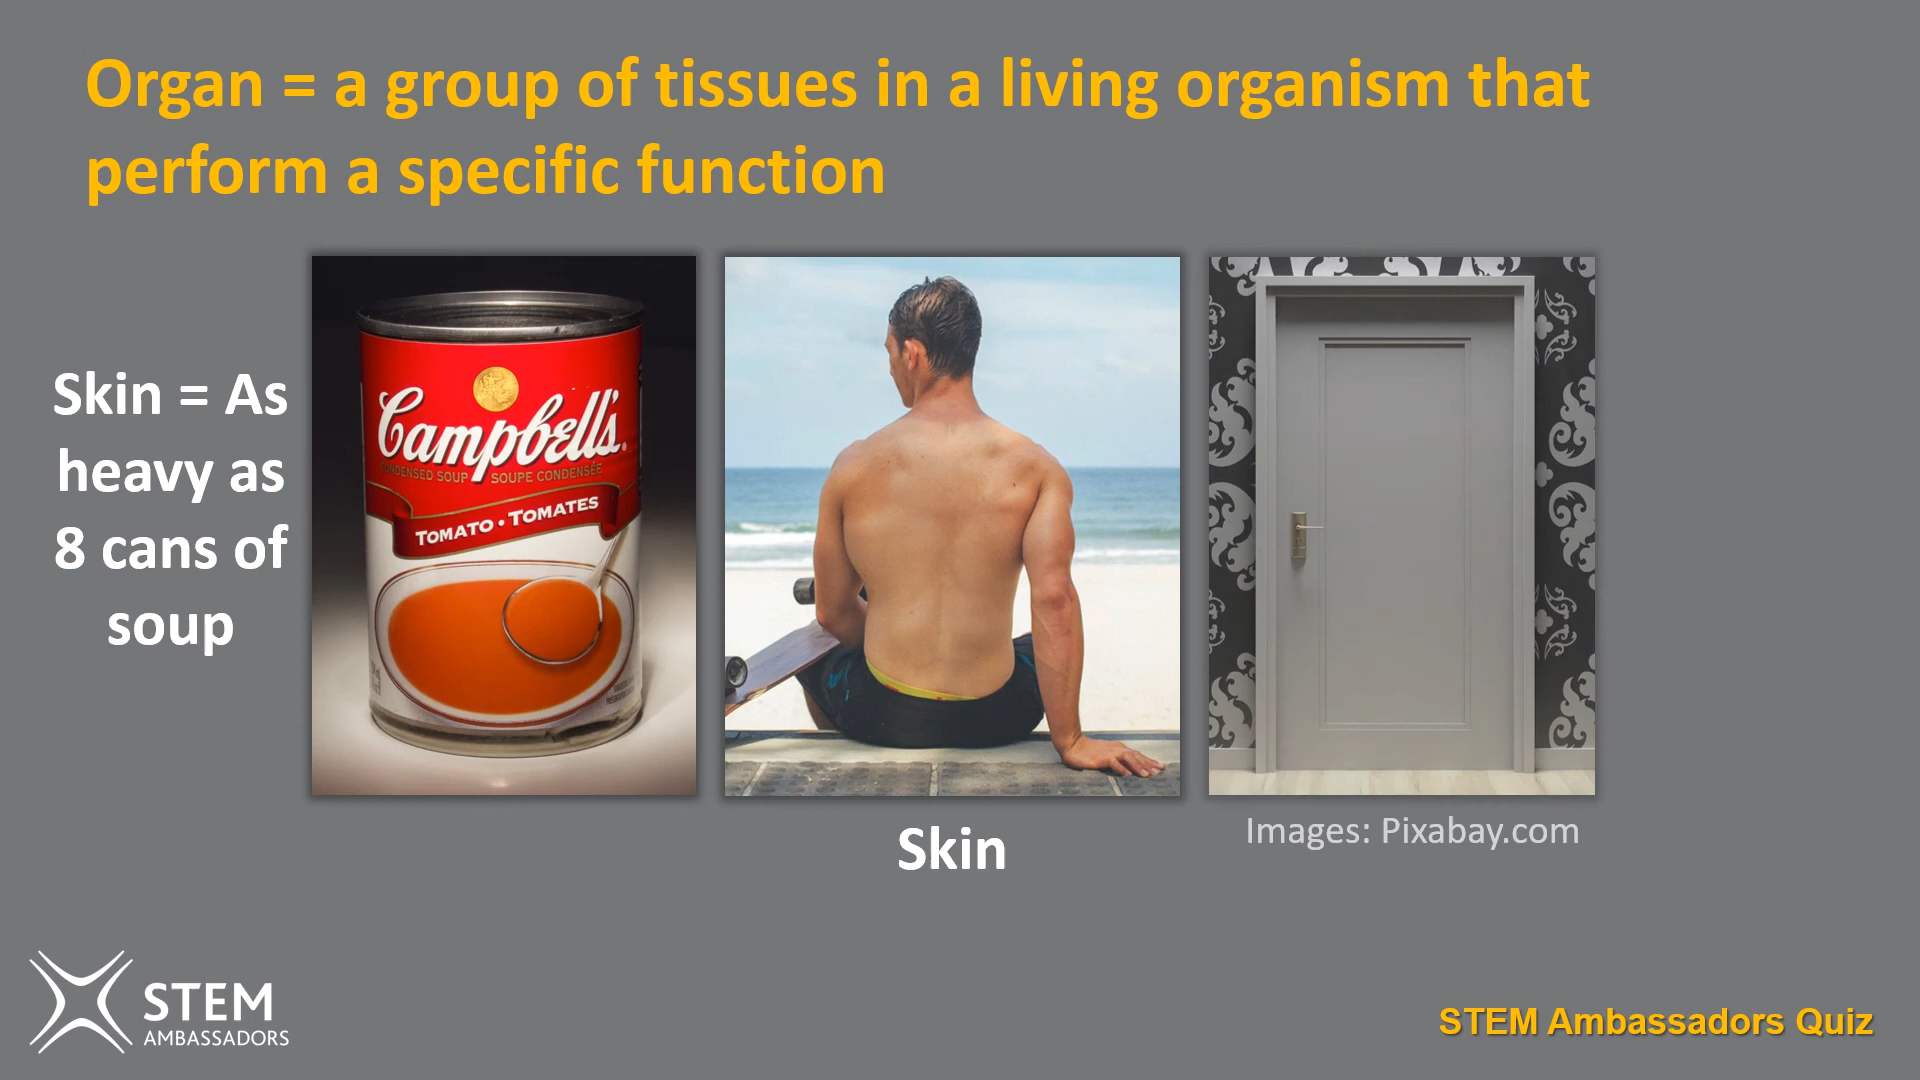 Organ = a group of tissues in a living organism that
perform a specific function
Skin = As
heavy as
8 cans of
soup
Campbell's
CONDENSED SOUP SOUPE CONDENSÉE
TOMATO • TOMATES
Skin
Images: Pixabay.com
STEM
AMBASSADORS
STEM Ambassadors Quiz